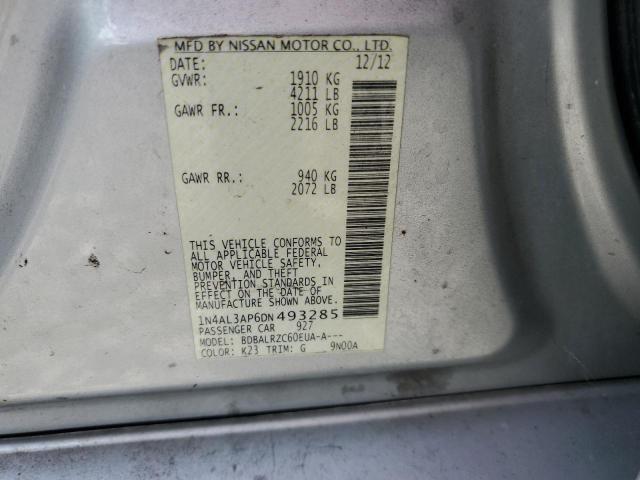 MFD BY NISSAN MOTOR CO., LTD.
DATE: 12/12
GVWR: 1910 KG
4211 LB
GAWR FR.: 1005 KG
2216 LB
GAWR RR.: 940 KG
2072 LB
THIS VEHICLE CONFORMS TO
ALL APPLICABLE FEDERAL
MOTOR VEHICLE SAFETY,
BUMPER, AND THEFT
PREVENTION STANDARDS IN
EFFECT ON THE DATE OF
MANUFACTURE SHOWN ABOVE.
1N4AL3AP6DN493285
PASSENGER CAR 927
MODEL: BDBALRZC60EUA-A---
COLOR: K23 TRIM: G __ 9N00A